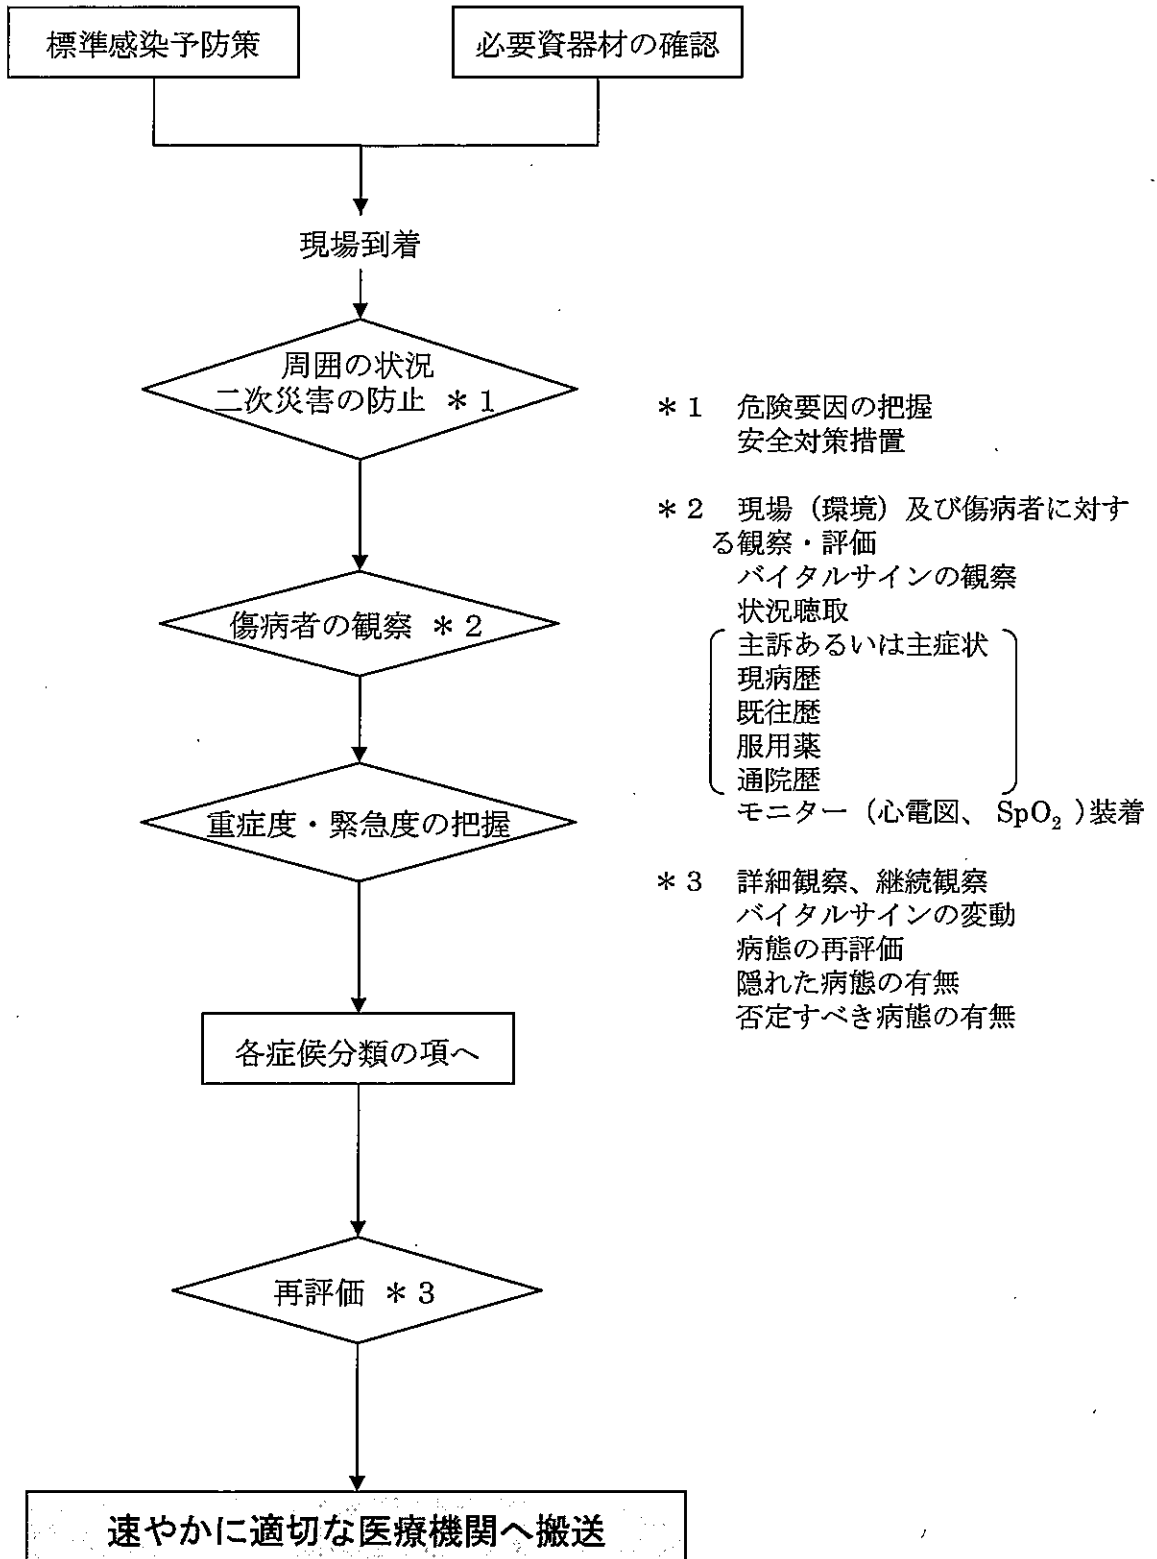 標準感染予防策
必要資器材の確認
現場到着
周囲の状況
二次災害の防止 ＊1
傷病者の観察 ＊2
重症度・緊急度の把握
各症候分類の項へ
再評価 ＊3
速やかに適切な医療機関へ搬送
＊1 危険要因の把握
安全対策措置
＊2 現場（環境）及び傷病者に対す
る観察・評価
バイタルサインの観察
状況聴取
主訴あるいは主症状
現病歴
既往歴
服用薬
通院歴
モニター（心電図、SpO₂）装着
＊3 詳細観察、継続観察
バイタルサインの変動
病態の再評価
隠れた病態の有無
否定すべき病態の有無